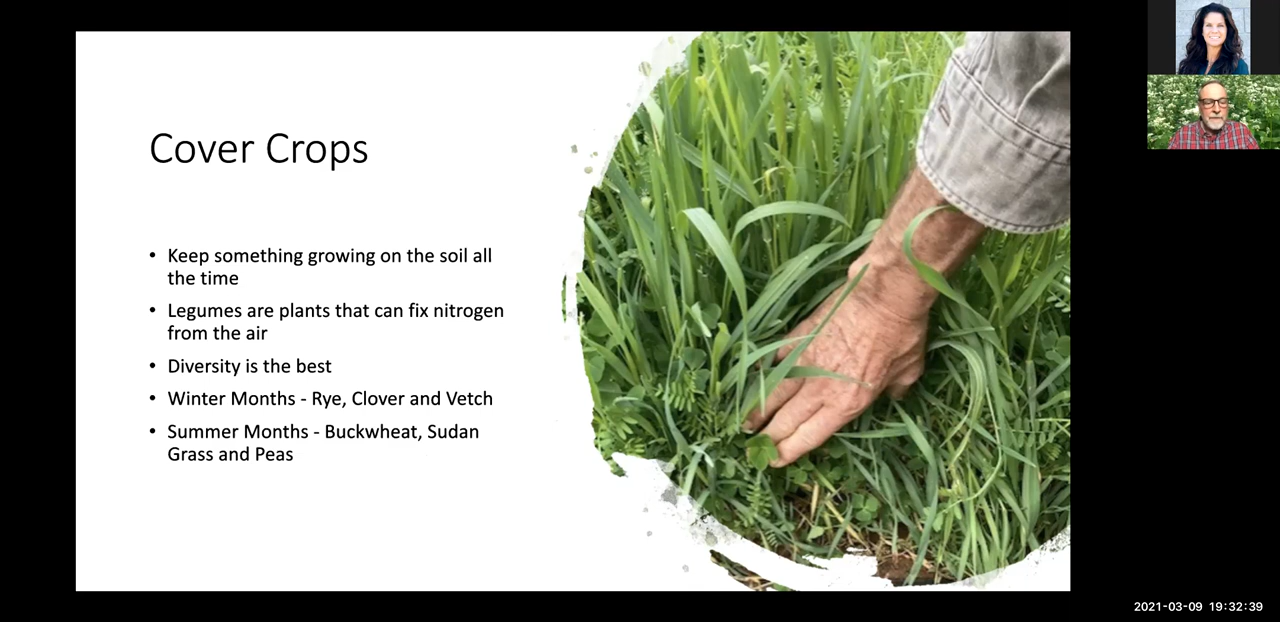 Cover Crops
• Keep something growing on the soil all
the time
• Legumes are plants that can fix nitrogen
from the air
• Diversity is the best
• Winter Months - Rye, Clover and Vetch
• Summer Months - Buckwheat, Sudan
Grass and Peas
2021-03-09 19:32:39